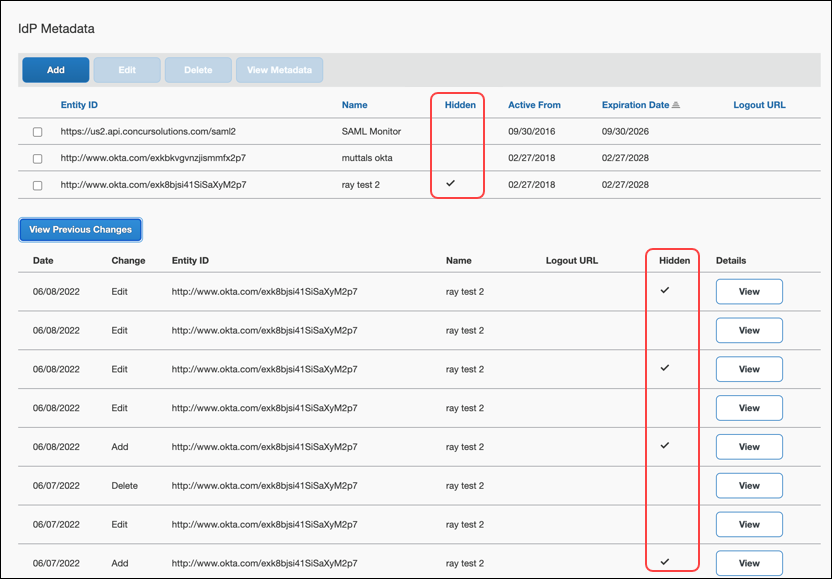 IdP Metadata
Add Edit Delete View Metadata
Entity ID Name Hidden Active From Expiration Date Logout URL
https://us2.api.concursolutions.com/saml2 SAML Monitor 09/30/2016 09/30/2026
http://www.okta.com/exkbkvgvnzjismmfx2p7 muttals okta 02/27/2018 02/27/2028
http://www.okta.com/exk8bjsi41SiSaXyM2p7 ray test 2 ✓ 02/27/2018 02/27/2028
View Previous Changes
Date Change Entity ID Name Logout URL Hidden Details
06/08/2022 Edit http://www.okta.com/exk8bjsi41SiSaXyM2p7 ray test 2 ✓ View
06/08/2022 Edit http://www.okta.com/exk8bjsi41SiSaXyM2p7 ray test 2 View
06/08/2022 Edit http://www.okta.com/exk8bjsi41SiSaXyM2p7 ray test 2 ✓ View
06/08/2022 Edit http://www.okta.com/exk8bjsi41SiSaXyM2p7 ray test 2 View
06/08/2022 Add http://www.okta.com/exk8bjsi41SiSaXyM2p7 ray test 2 ✓ View
06/07/2022 Delete http://www.okta.com/exk8bjsi41SiSaXyM2p7 ray test 2 View
06/07/2022 Edit http://www.okta.com/exk8bjsi41SiSaXyM2p7 ray test 2 View
06/07/2022 Add http://www.okta.com/exk8bjsi41SiSaXyM2p7 ray test 2 ✓ View